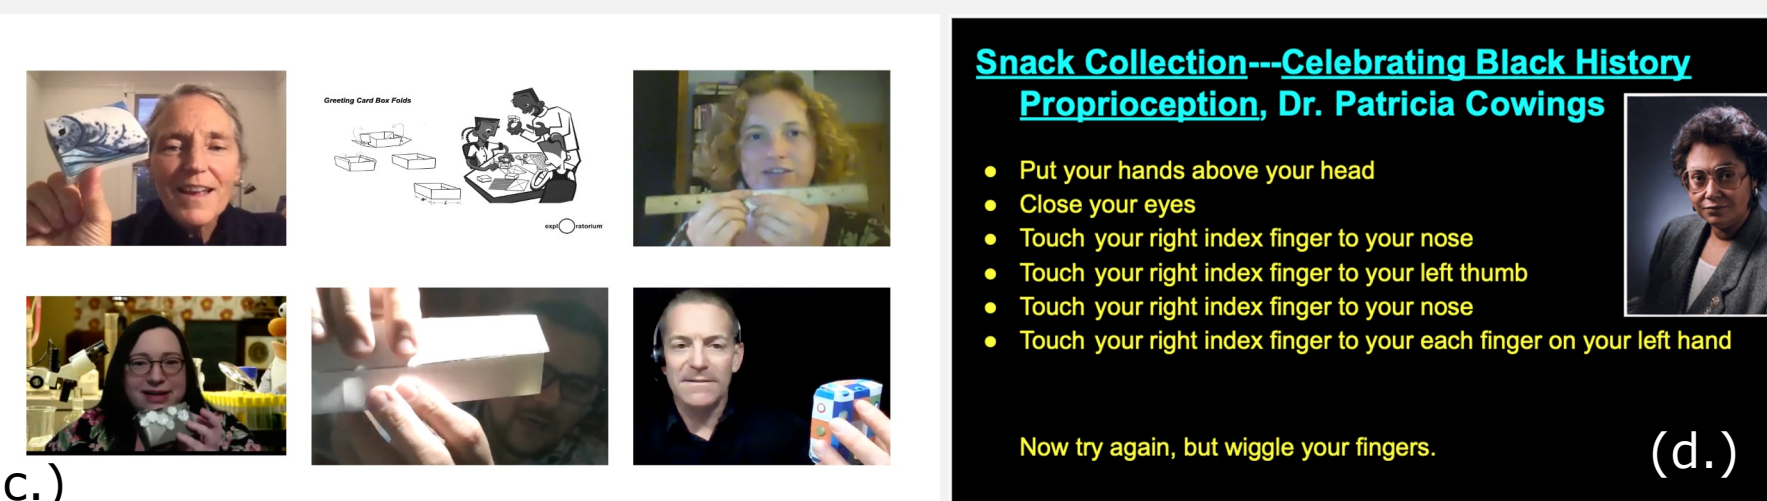 Greeting Card Box Folds
expl ratorium
c.)
Snack Collection---Celebrating Black History
Proprioception, Dr. Patricia Cowings
● Put your hands above your head
● Close your eyes
● Touch your right index finger to your nose
● Touch your right index finger to your left thumb
● Touch your right index finger to your nose
● Touch your right index finger to your each finger on your left hand
Now try again, but wiggle your fingers.
(d.)